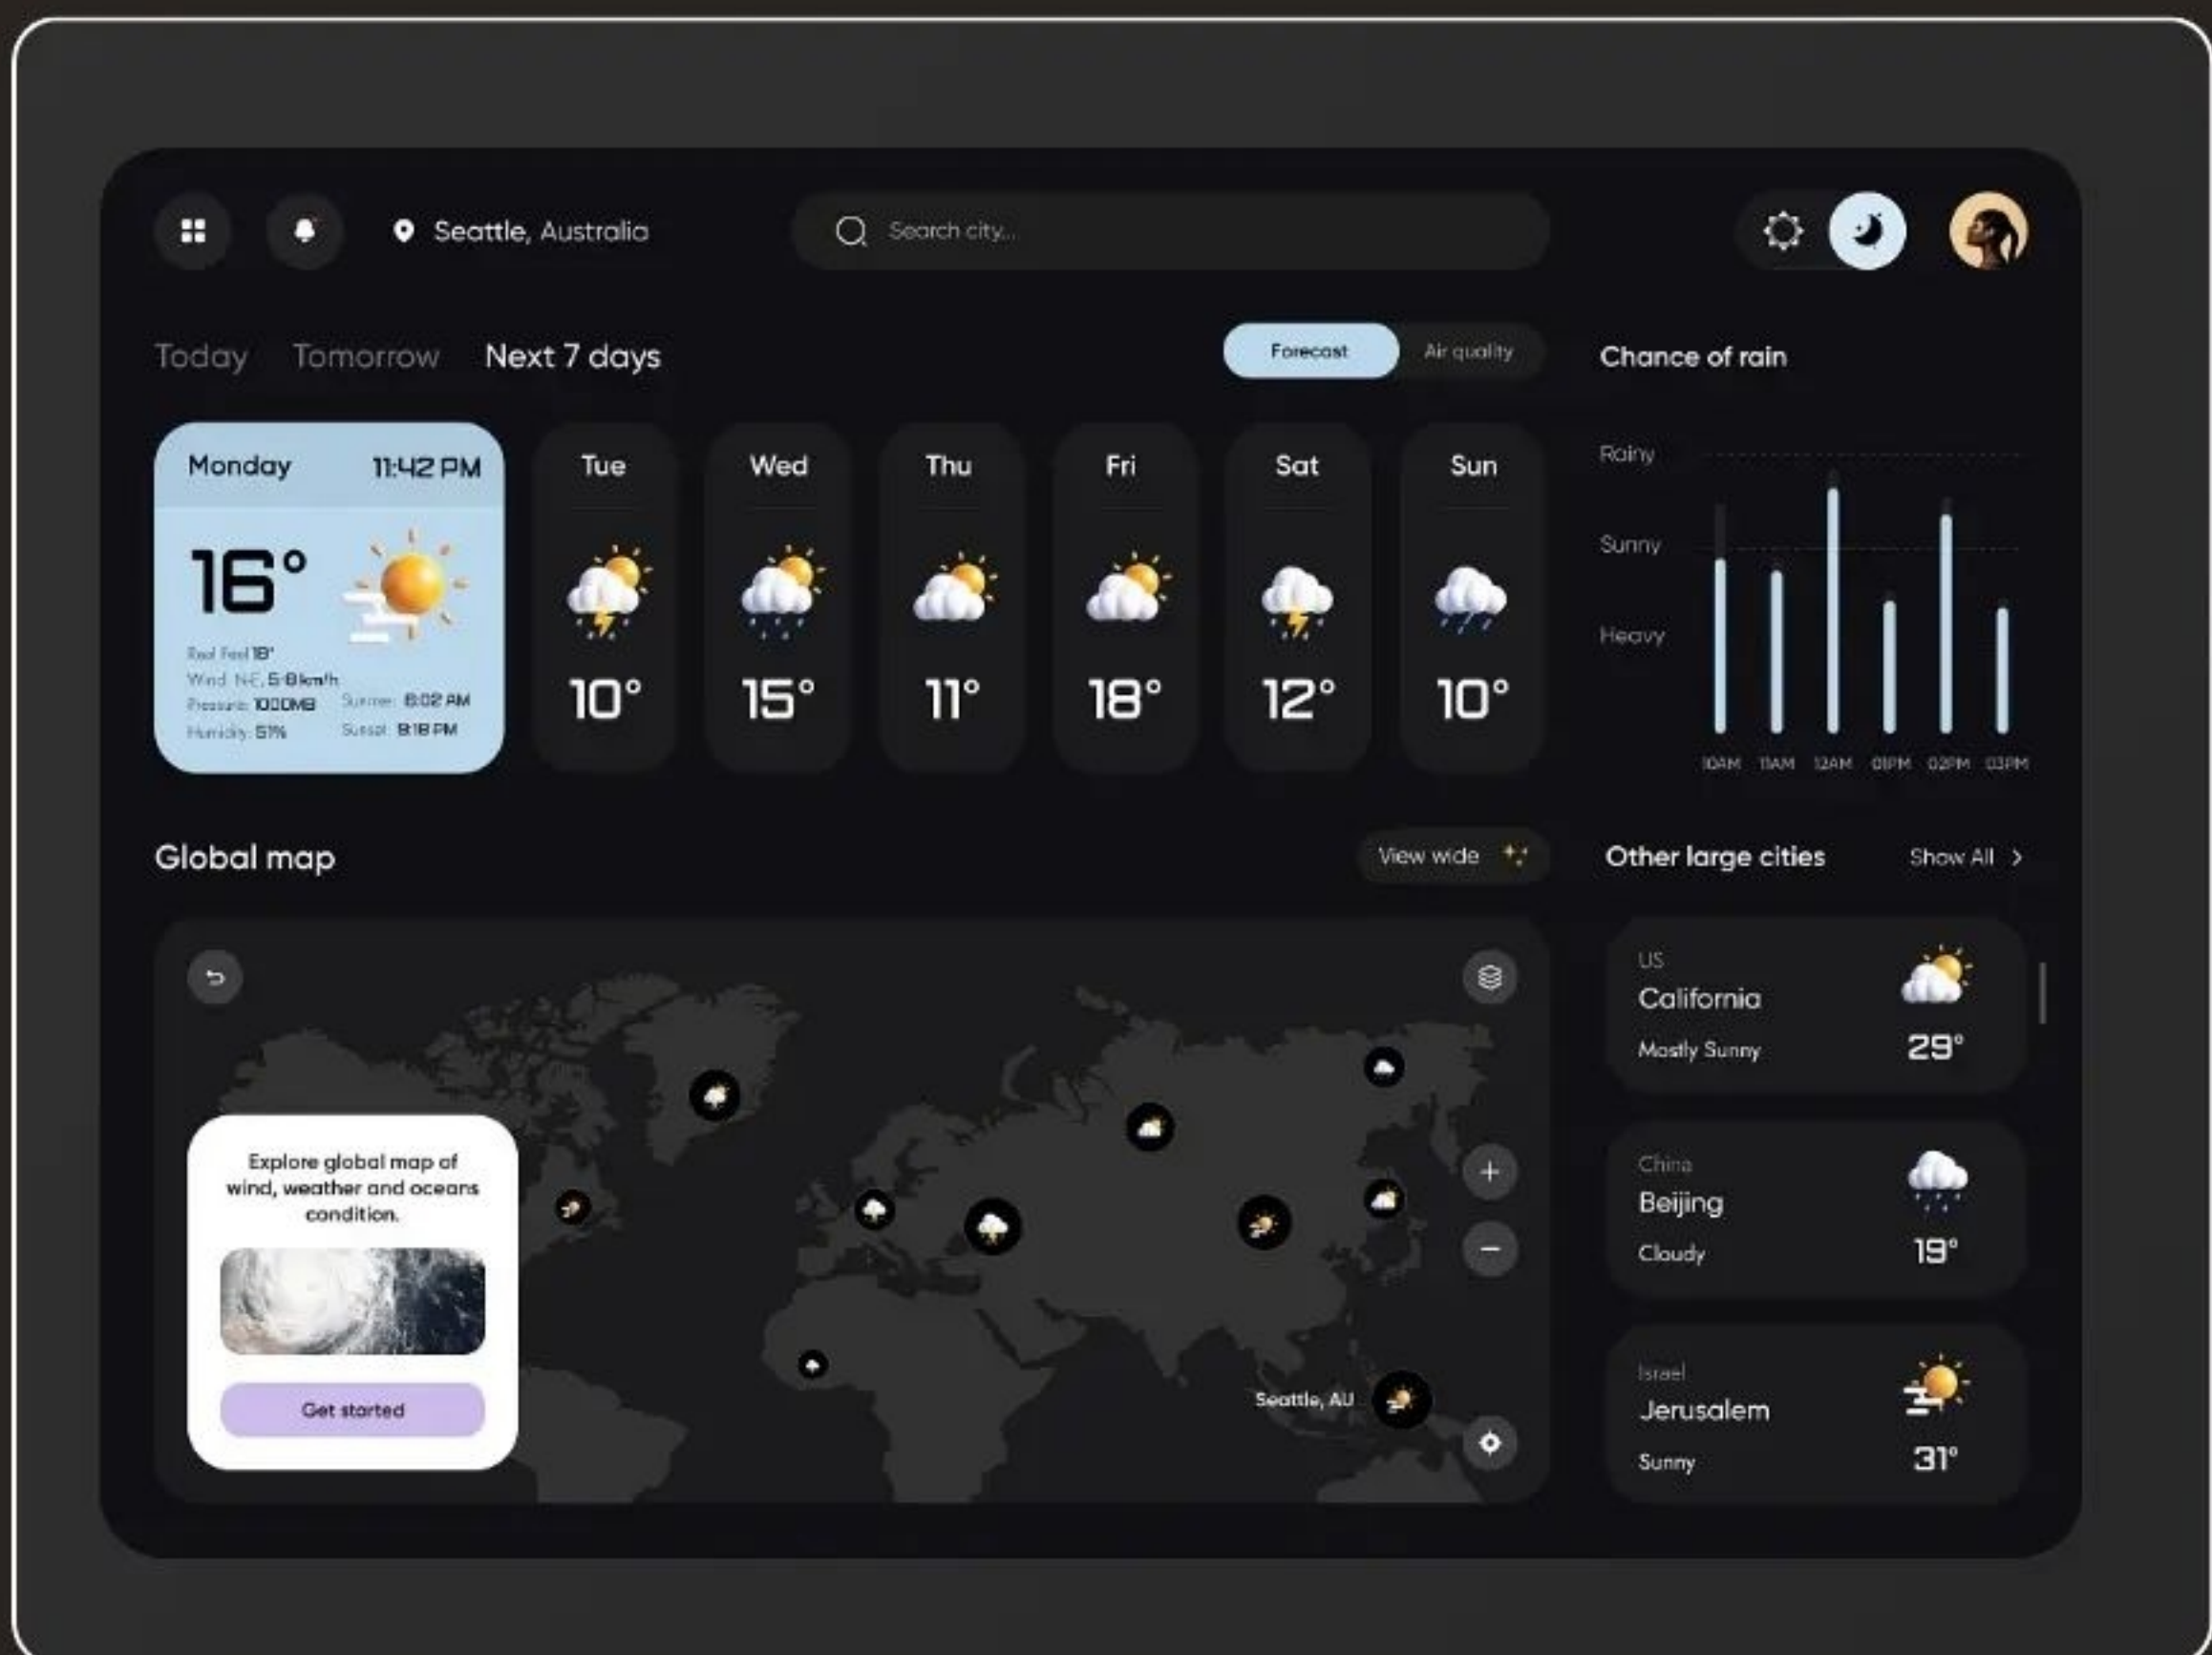 Seattle, Australia
Search city...
Today Tomorrow Next 7 days
Forecast Air quality
Chance of rain
Monday 11:42 PM
16°
Real Feel 18°
Wind: N-E, 5-8 km/h
Pressure: 1000MB
Humidity: 51%
Sunrise: 6:02 AM
Sunset: 8:18 PM
Tue
10°
Wed
15°
Thu
11°
Fri
18°
Sat
12°
Sun
10°
Rainy
Sunny
Heavy
10AM 11AM 12AM 01PM 02PM 03PM
Global map
View wide
Explore global map of
wind, weather and oceans
condition.
Get started
Seattle, AU
Other large cities Show All
US
California
Mostly Sunny
29°
China
Beijing
Cloudy
19°
Israel
Jerusalem
Sunny
31°